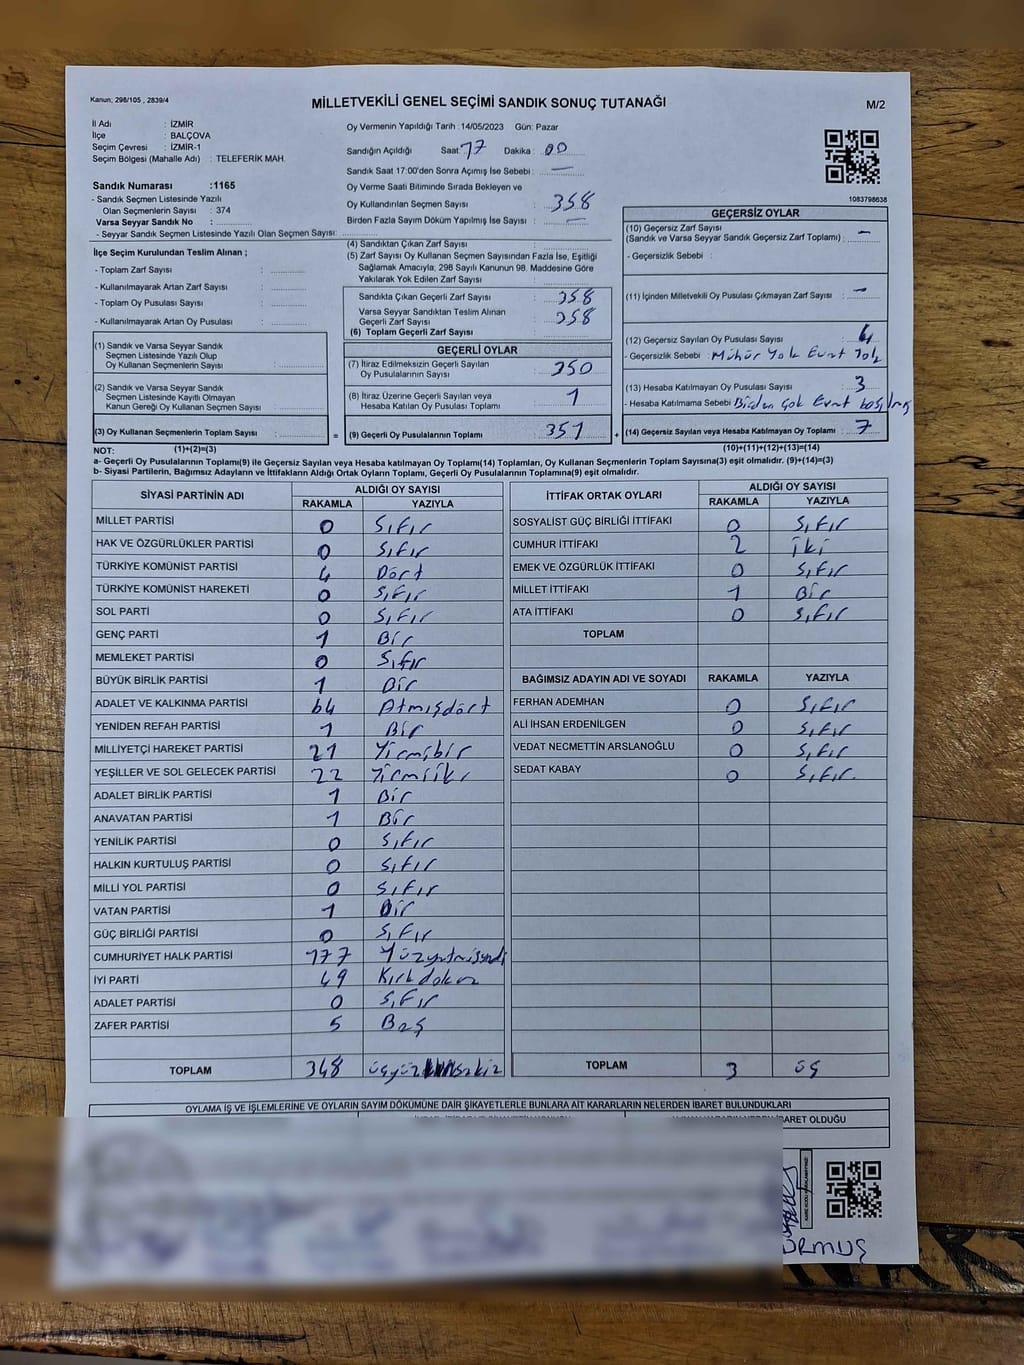 Kanun; 298/105 , 2839/4
MİLLETVEKİLİ GENEL SEÇİMİ SANDIK SONUÇ TUTANAĞI
M/2
İl Adı : İZMİR
İlçe : BALÇOVA
Seçim Çevresi : İZMİR-1
Seçim Bölgesi (Mahalle Adı) : TELEFERİK MAH.
Oy Vermenin Yapıldığı Tarih :14/05/2023 Gün: Pazar
Sandığın Açıldığı Saat: 17 Dakika : 00
Sandık Saat 17:00'den Sonra Açımış İse Sebebi : —
Oy Verme Saati Bitiminde Sırada Bekleyen ve
Oy Kullandırılan Seçmen Sayısı : 358
Birden Fazla Sayım Döküm Yapılmış İse Sayısı : —
1083798638
Sandık Numarası :1165
- Sandık Seçmen Listesinde Yazılı
Olan Seçmenlerin Sayısı : 374
Varsa Seyyar Sandık No :
- Seyyar Sandık Seçmen Listesinde Yazılı Olan Seçmen Sayısı:
İlçe Seçim Kurulundan Teslim Alınan ;
- Toplam Zarf Sayısı :
- Kullanılmayarak Artan Zarf Sayısı :
- Toplam Oy Pusulası Sayısı :
- Kullanılmayarak Artan Oy Pusulası :
(1) Sandık ve Varsa Seyyar Sandık
Seçmen Listesinde Yazılı Olup
Oy Kullanan Seçmenlerin Sayısı :
(2) Sandık ve Varsa Seyyar Sandık
Seçmen Listesinde Kayıtlı Olmayan
Kanun Gereği Oy Kullanan Seçmen Sayısı :
(3) Oy Kullanan Seçmenlerin Toplam Sayısı :
(1)+(2)=(3)
(4) Sandıktan Çıkan Zarf Sayısı :
(5) Zarf Sayısı Oy Kullanan Seçmen Sayısından Fazla İse, Eşitliği
Sağlamak Amacıyla; 298 Sayılı Kanunun 98. Maddesine Göre
Yakılarak Yok Edilen Zarf Sayısı :
Sandıkta Çıkan Geçerli Zarf Sayısı : 358
Varsa Seyyar Sandıktan Teslim Alınan
Geçerli Zarf Sayısı : 358
(6) Toplam Geçerli Zarf Sayısı :
GEÇERLİ OYLAR
(7) İtiraz Edilmeksizin Geçerli Sayılan
Oy Pusulalarının Sayısı : 350
(8) İtiraz Üzerine Geçerli Sayılan veya
Hesaba Katılan Oy Pusulası Toplamı : 1
= (9) Geçerli Oy Pusulalarının Toplamı : 351 +
GEÇERSİZ OYLAR
(10) Geçersiz Zarf Sayısı
(Sandık ve Varsa Seyyar Sandık Geçersiz Zarf Toplamı) : —
- Geçersizlik Sebebi :
(11) İçinden Milletvekili Oy Pusulası Çıkmayan Zarf Sayısı : —
(12) Geçersiz Sayılan Oy Pusulası Sayısı : 4
- Geçersizlik Sebebi : Mühür Yok Evet Yok
(13) Hesaba Katılmayan Oy Pusulası Sayısı : 3
- Hesaba Katılmama Sebebi : Birden Çok Evet basılmış
(14) Geçersiz Sayılan veya Hesaba Katılmayan Oy Toplamı : 7
(10)+(11)+(12)+(13)=(14)
NOT:
a- Geçerli Oy Pusulalarının Toplamı(9) ile Geçersiz Sayılan veya Hesaba katılmayan Oy Toplamı(14) Toplamları, Oy Kullanan Seçmenlerin Toplam Sayısına(3) eşit olmalıdır. (9)+(14)=(3)
b- Siyasi Partilerin, Bağımsız Adayların ve İttifakların Aldığı Ortak Oyların Toplamı, Geçerli Oy Pusulalarının Toplamına(9) eşit olmalıdır.
SİYASİ PARTİNİN ADI ALDIĞI OY SAYISI
RAKAMLA YAZIYLA
MİLLET PARTİSİ 0 Sıfır
HAK VE ÖZGÜRLÜKLER PARTİSİ 0 Sıfır
TÜRKİYE KOMÜNİST PARTİSİ 4 Dört
TÜRKİYE KOMÜNİST HAREKETİ 0 Sıfır
SOL PARTİ 0 Sıfır
GENÇ PARTİ 1 Bir
MEMLEKET PARTİSİ 0 Sıfır
BÜYÜK BİRLİK PARTİSİ 1 Bir
ADALET VE KALKINMA PARTİSİ 64 Atmışdört
YENİDEN REFAH PARTİSİ 1 Bir
MİLLİYETÇİ HAREKET PARTİSİ 21 Yirmibir
YEŞİLLER VE SOL GELECEK PARTİSİ 22 Yirmiiki
ADALET BİRLİK PARTİSİ 1 Bir
ANAVATAN PARTİSİ 1 Bir
YENİLİK PARTİSİ 0 Sıfır
HALKIN KURTULUŞ PARTİSİ 0 Sıfır
MİLLİ YOL PARTİSİ 0 Sıfır
VATAN PARTİSİ 1 Bir
GÜÇ BİRLİĞİ PARTİSİ 0 Sıfır
CUMHURİYET HALK PARTİSİ 177 Yüzyetmişyedi
İYİ PARTİ 49 Kırkdokuz
ADALET PARTİSİ 0 Sıfır
ZAFER PARTİSİ 5 Beş
TOPLAM 348
İTTİFAK ORTAK OYLARI ALDIĞI OY SAYISI
RAKAMLA YAZIYLA
SOSYALİST GÜÇ BİRLİĞİ İTTİFAKI 0 Sıfır
CUMHUR İTTİFAKI 2 İki
EMEK VE ÖZGÜRLÜK İTTİFAKI 0 Sıfır
MİLLET İTTİFAKI 1 Bir
ATA İTTİFAKI 0 Sıfır
TOPLAM
BAĞIMSIZ ADAYIN ADI VE SOYADI RAKAMLA YAZIYLA
FERHAN ADEMHAN 0 Sıfır
ALİ İHSAN ERDENİLGEN 0 Sıfır
VEDAT NECMETTİN ARSLANOĞLU 0 Sıfır
SEDAT KABAY 0 Sıfır.
TOPLAM 3 üç
OYLAMA İŞ VE İŞLEMLERİNE VE OYLARIN SAYIM DÖKÜMÜNE DAİR ŞİKAYETLERLE BUNLARA AİT KARARLARIN NELERDEN İBARET BULUNDUKLARI
BARET OLDUĞU